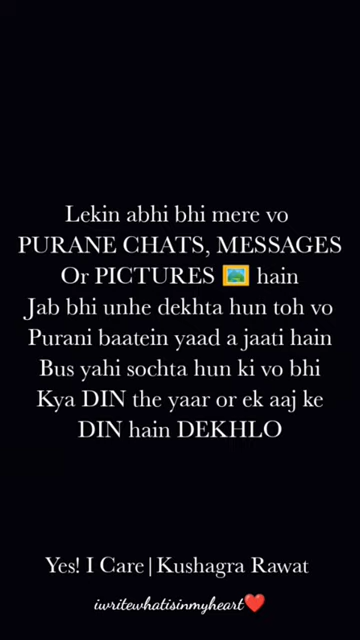 Lekin abhi bhi mere vo
PURANE CHATS, MESSAGES
Or PICTURES 🖼️ hain
Jab bhi unhe dekhta hun toh vo
Purani baatein yaad a jaati hain
Bus yahi sochta hun ki vo bhi
Kya DIN the yaar or ek aaj ke
DIN hain DEKHLO
Yes! I Care|Kushagra Rawat
iwritewhatisinmyheart❤️